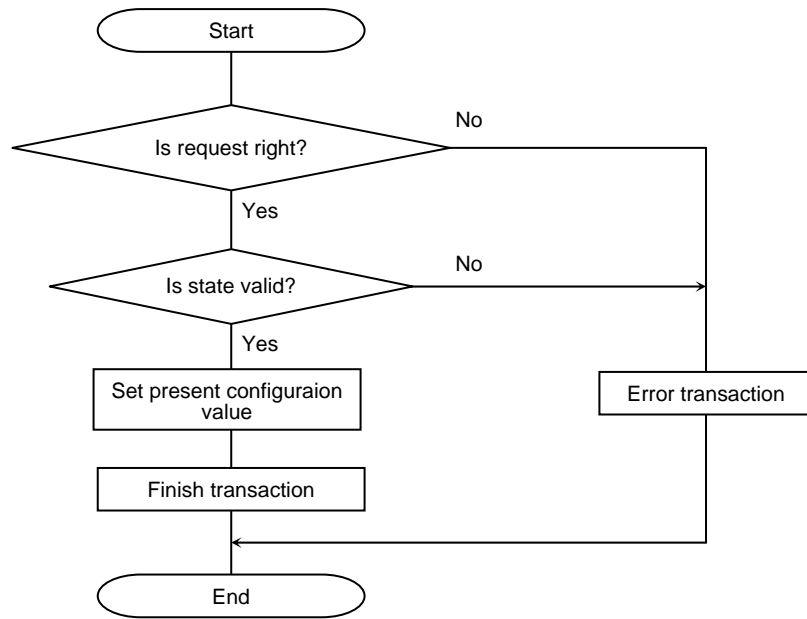 Start
Is request right?
No
Yes
Is state valid?
No
Yes
Set present configuraion
value
Error transaction
Finish transaction
End